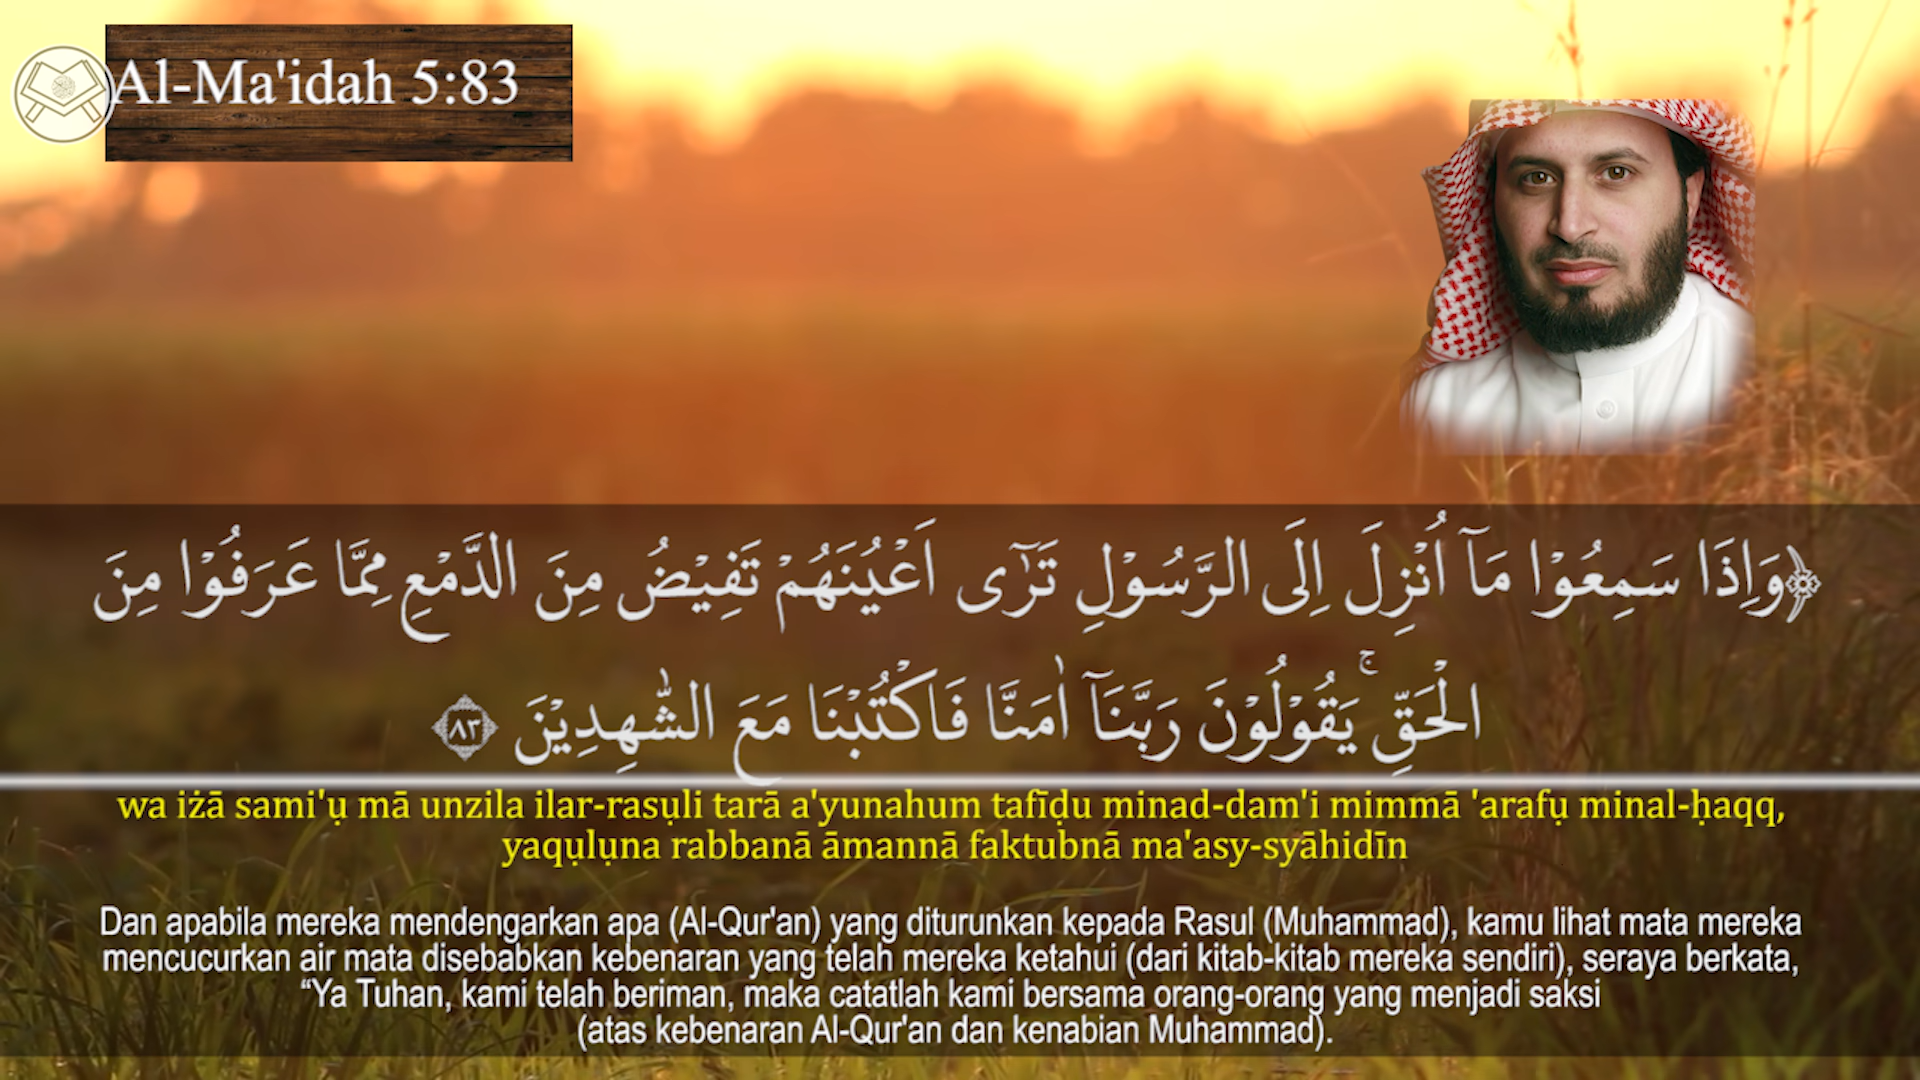 Al-Ma'idah 5:83
وَاِذَا سَمِعُوْا مَآ اُنْزِلَ اِلَى الرَّسُوْلِ تَرٰٓى اَعْيُنَهُمْ تَفِيْضُ مِنَ الدَّمْعِ مِمَّا عَرَفُوْا مِنَ
الْحَقِّۚ يَقُوْلُوْنَ رَبَّنَآ اٰمَنَّا فَاكْتُبْنَا مَعَ الشّٰهِدِيْنَ ٨٣
wa iżā sami'ụ mā unzila ilar-rasụli tarā a'yunahum tafīḍu minad-dam'i mimmā 'arafụ minal-ḥaqq,
yaqụlụna rabbanā āmannā faktubnā ma'asy-syāhidīn
Dan apabila mereka mendengarkan apa (Al-Qur'an) yang diturunkan kepada Rasul (Muhammad), kamu lihat mata mereka
mencucurkan air mata disebabkan kebenaran yang telah mereka ketahui (dari kitab-kitab mereka sendiri), seraya berkata,
“Ya Tuhan, kami telah beriman, maka catatlah kami bersama orang-orang yang menjadi saksi
(atas kebenaran Al-Qur'an dan kenabian Muhammad).